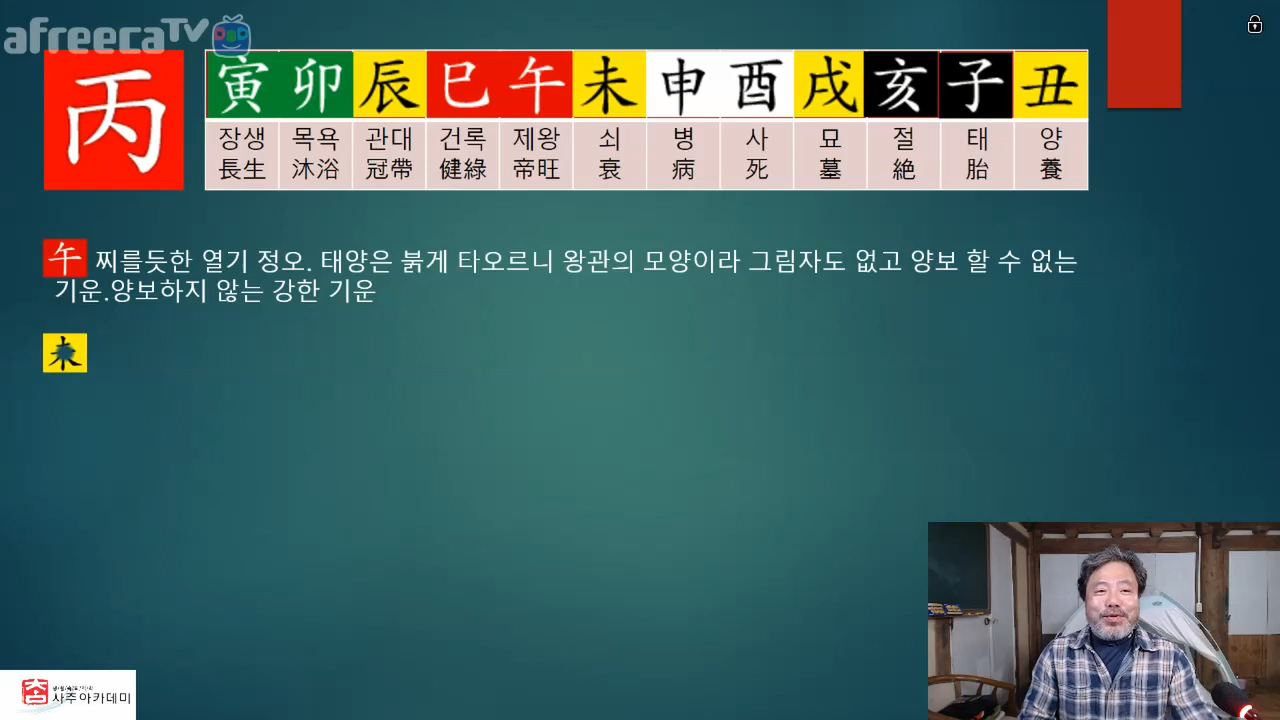 afreecaTV
丙
寅 卯 辰 巳 午 未 申 酉 戌 亥 子 丑
장생 목욕 관대 건록 제왕 쇠 병 사 묘 절 태 양
長生 沐浴 冠帶 健綠 帝旺 衰 病 死 墓 絶 胎 養
午 찌를듯한 열기 정오. 태양은 붉게 타오르니 왕관의 모양이라 그림자도 없고 양보 할 수 없는
기운.양보하지 않는 강한 기운
未
사주아카데미